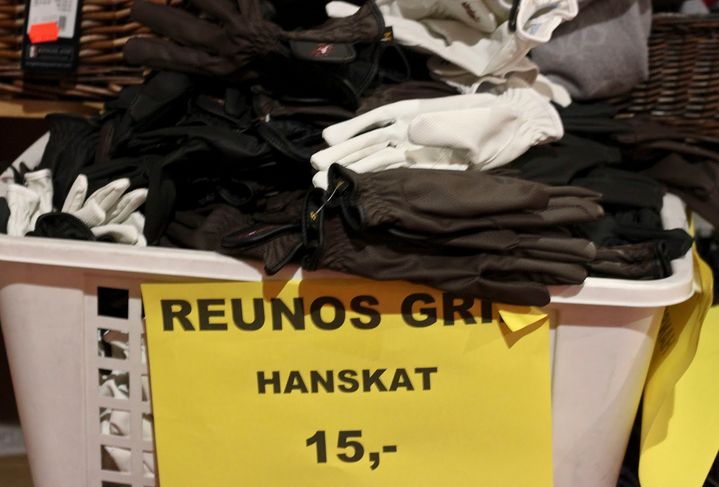 REUNOS GRI
HANSKAT
15,-